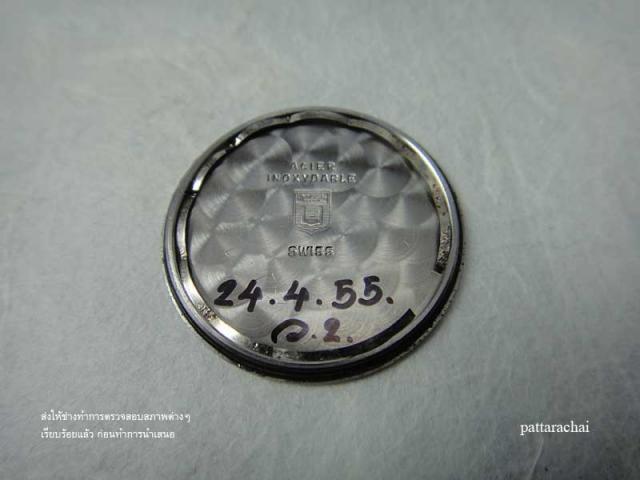 ACIER
INOXYDABLE
SWISS
24.4.55.
อ.2.
ส่งให้ช่างทำการตรวจสอบสภาพต่างๆ
เรียบร้อยแล้ว ก่อนทำการนำเสนอ
pattarachai